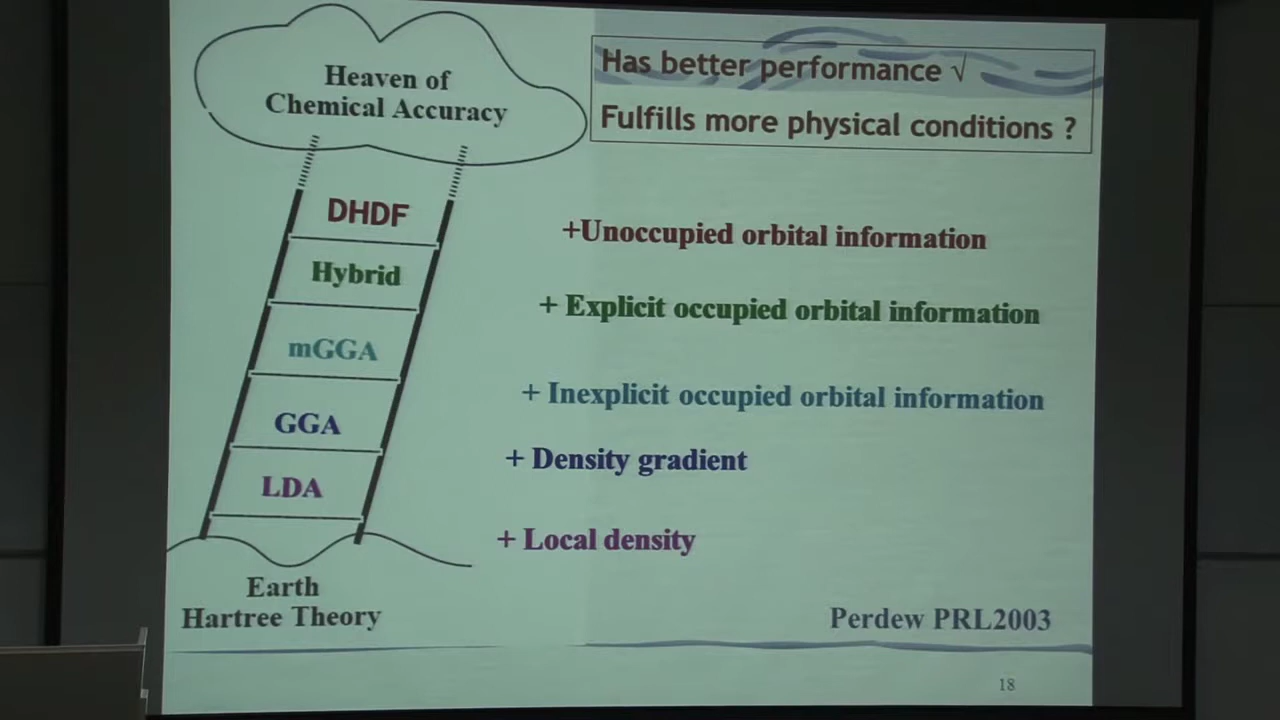 Heaven of
Chemical Accuracy
Has better performance √
Fulfills more physical conditions ?
DHDF
+Unoccupied orbital information
Hybrid
+ Explicit occupied orbital information
mGGA
+ Inexplicit occupied orbital information
GGA
+ Density gradient
LDA
+ Local density
Earth
Hartree Theory
Perdew PRL2003
18